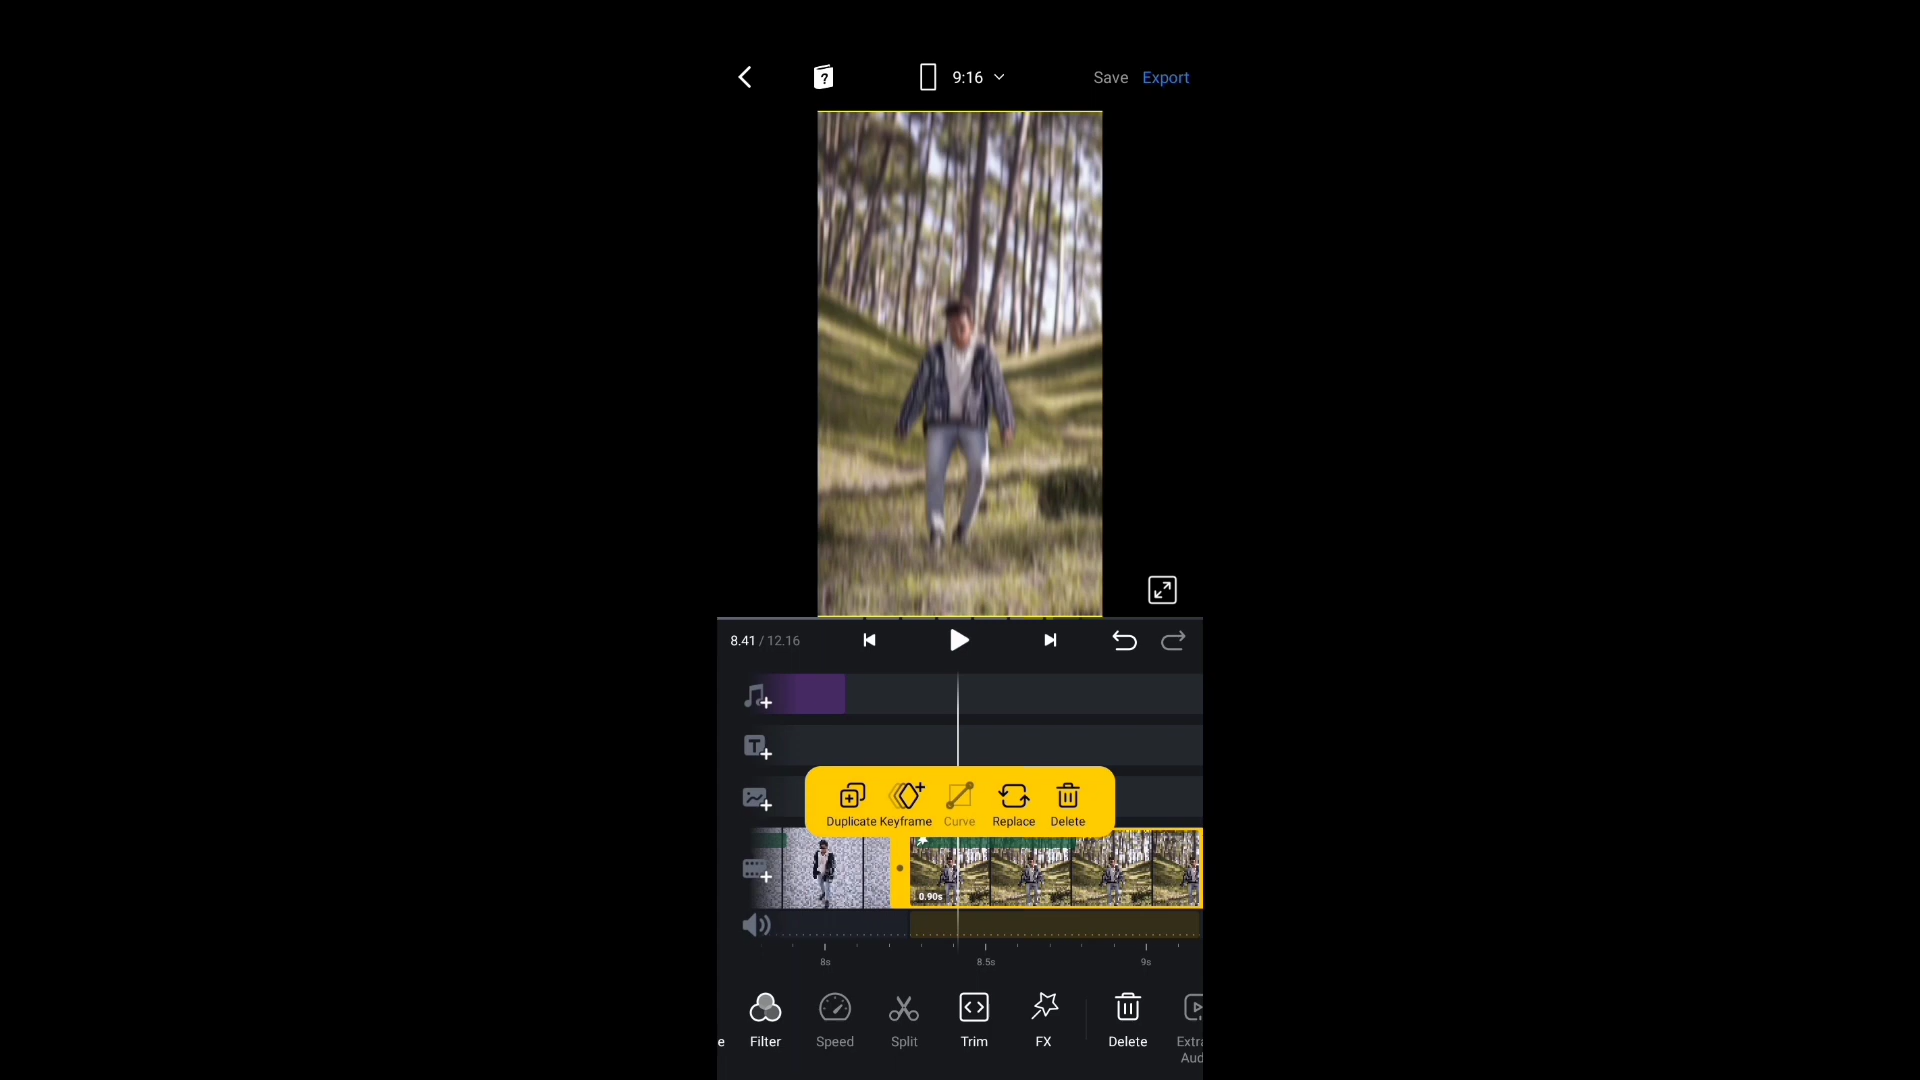 9:16
Save Export
8.41 / 12.16
Duplicate Keyframe Curve Replace Delete
0.90s
8s 8.5s 9s
e Filter Speed Split Trim FX Delete Extra
Aud